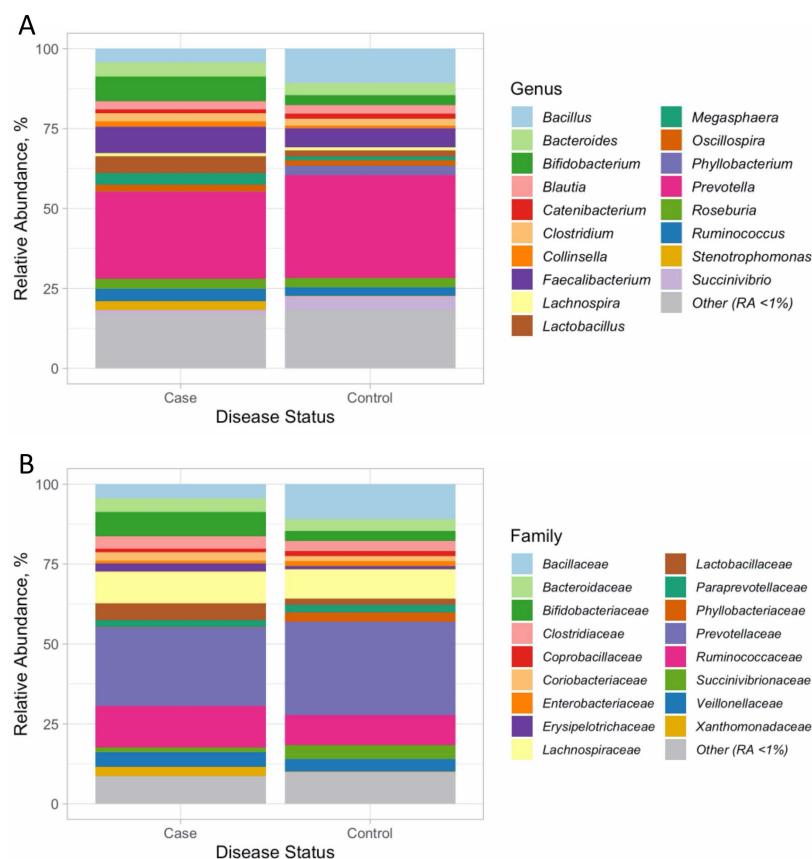 A
100
75
50
25
0
Relative Abundance, %
Case
Control
Disease Status
Genus
Bacillus
Bacteroides
Bifidobacterium
Blautia
Catenibacterium
Clostridium
Collinsella
Faecalibacterium
Lachnospira
Lactobacillus
Megasphaera
Oscillospira
Phyllobacterium
Prevotella
Roseburia
Ruminococcus
Stenotrophomonas
Succinivibrio
Other (RA <1%)
B
100
75
50
25
0
Relative Abundance, %
Case
Control
Disease Status
Family
Bacillaceae
Bacteroidaceae
Bifidobacteriaceae
Clostridiaceae
Coprobacillaceae
Coriobacteriaceae
Enterobacteriaceae
Erysipelotrichaceae
Lachnospiraceae
Lactobacillaceae
Paraprevotellaceae
Phyllobacteriaceae
Prevotellaceae
Ruminococcaceae
Succinivibrionaceae
Veillonellaceae
Xanthomonadaceae
Other (RA <1%)